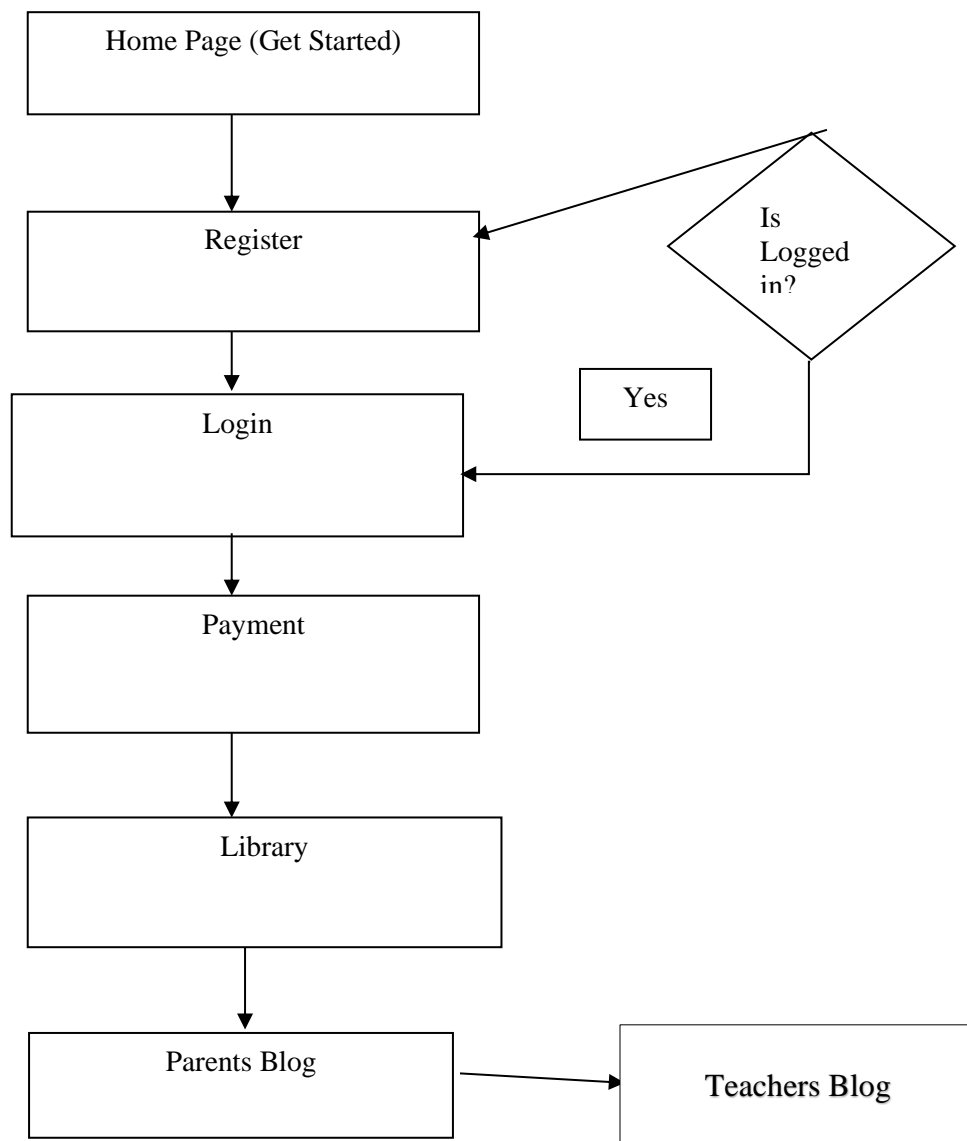 Home Page (Get Started)
Register
Is
Logged
in?
Yes
Login
Payment
Library
Parents Blog
Teachers Blog